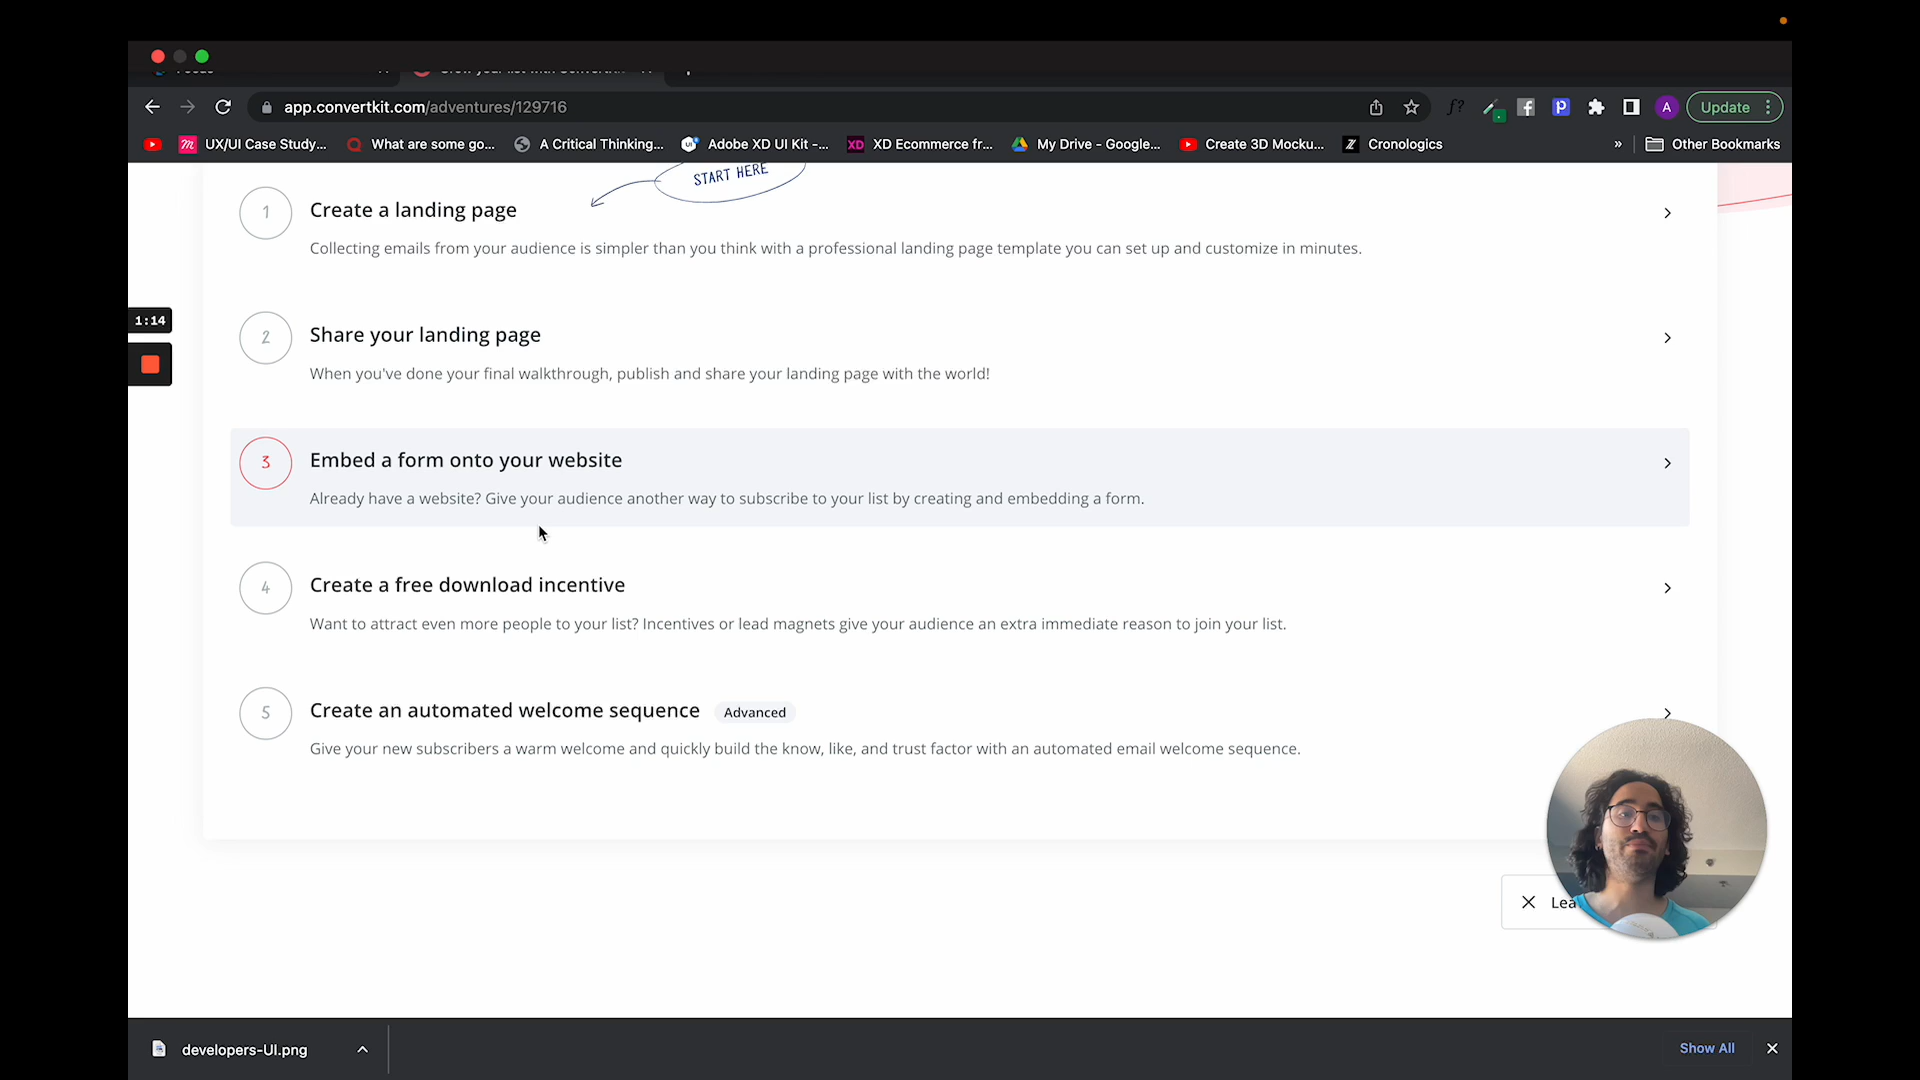 app.convertkit.com/adventures/129716
f?
P
A
Update
UX/UI Case Study...
What are some go...
A Critical Thinking...
Adobe XD UI Kit -...
XD
XD Ecommerce fr...
My Drive - Google...
Create 3D Mocku...
Z
Cronologics
»
Other Bookmarks
START HERE
1
Create a landing page
Collecting emails from your audience is simpler than you think with a professional landing page template you can set up and customize in minutes.
1:14
2
Share your landing page
When you've done your final walkthrough, publish and share your landing page with the world!
3
Embed a form onto your website
Already have a website? Give your audience another way to subscribe to your list by creating and embedding a form.
4
Create a free download incentive
Want to attract even more people to your list? Incentives or lead magnets give your audience an extra immediate reason to join your list.
5
Create an automated welcome sequence
Advanced
Give your new subscribers a warm welcome and quickly build the know, like, and trust factor with an automated email welcome sequence.
Lea
developers-UI.png
Show All